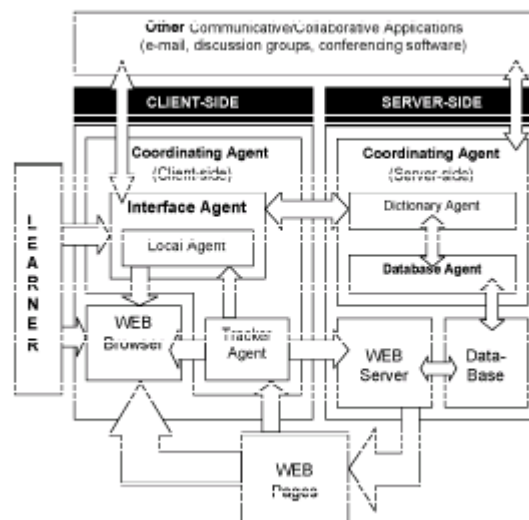 Other Communicative/Collaborative Applications
(e-mail, discussion groups, conferencing software)
CLIENT-SIDE
SERVER-SIDE
Coordinating Agent
(Client-side)
Coordinating Agent
(Server-side)
Interface Agent
Dictionary Agent
Local Agent
Database Agent
LEARNER
WEB
Browser
Tracker
Agent
WEB
Server
Data-
Base
WEB
Pages